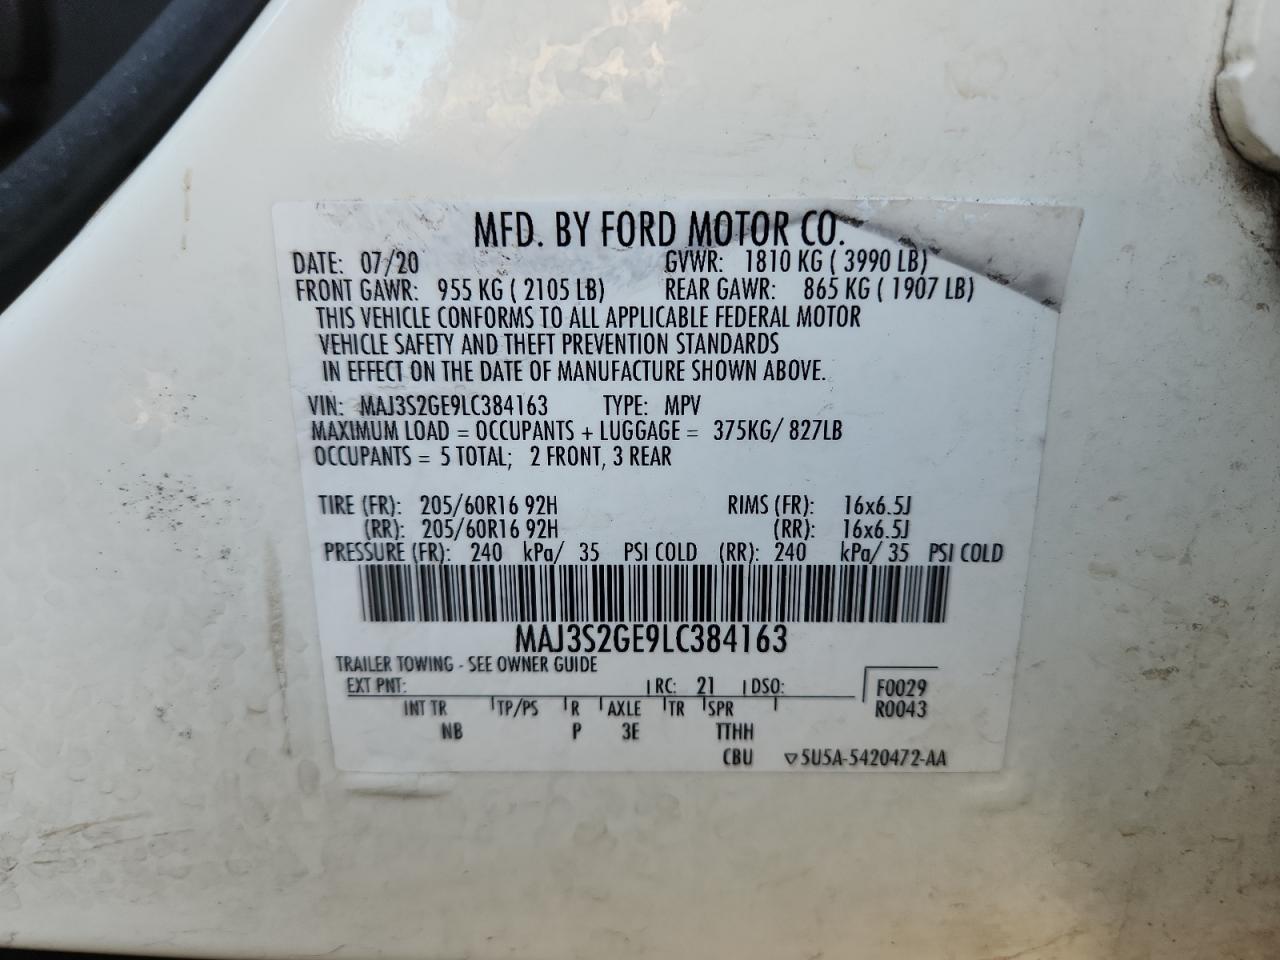 MFD. BY FORD MOTOR CO.
DATE: 07/20 GVWR: 1810 KG ( 3990 LB)
FRONT GAWR: 955 KG ( 2105 LB) REAR GAWR: 865 KG ( 1907 LB)
THIS VEHICLE CONFORMS TO ALL APPLICABLE FEDERAL MOTOR
VEHICLE SAFETY AND THEFT PREVENTION STANDARDS
IN EFFECT ON THE DATE OF MANUFACTURE SHOWN ABOVE.
VIN: MAJ3S2GE9LC384163 TYPE: MPV
MAXIMUM LOAD = OCCUPANTS + LUGGAGE = 375KG/ 827LB
OCCUPANTS = 5 TOTAL; 2 FRONT, 3 REAR
TIRE (FR): 205/60R16 92H RIMS (FR): 16x6.5J
(RR): 205/60R16 92H (RR): 16x6.5J
PRESSURE (FR): 240 kPa/ 35 PSI COLD (RR): 240 kPa/ 35 PSI COLD
MAJ3S2GE9LC384163
TRAILER TOWING - SEE OWNER GUIDE
EXT PNT: RC: 21 DSO: F0029
INT TR TP/PS R AXLE TR SPR R0043
NB P 3E TTHH
CBU ▽5U5A-5420472-AA